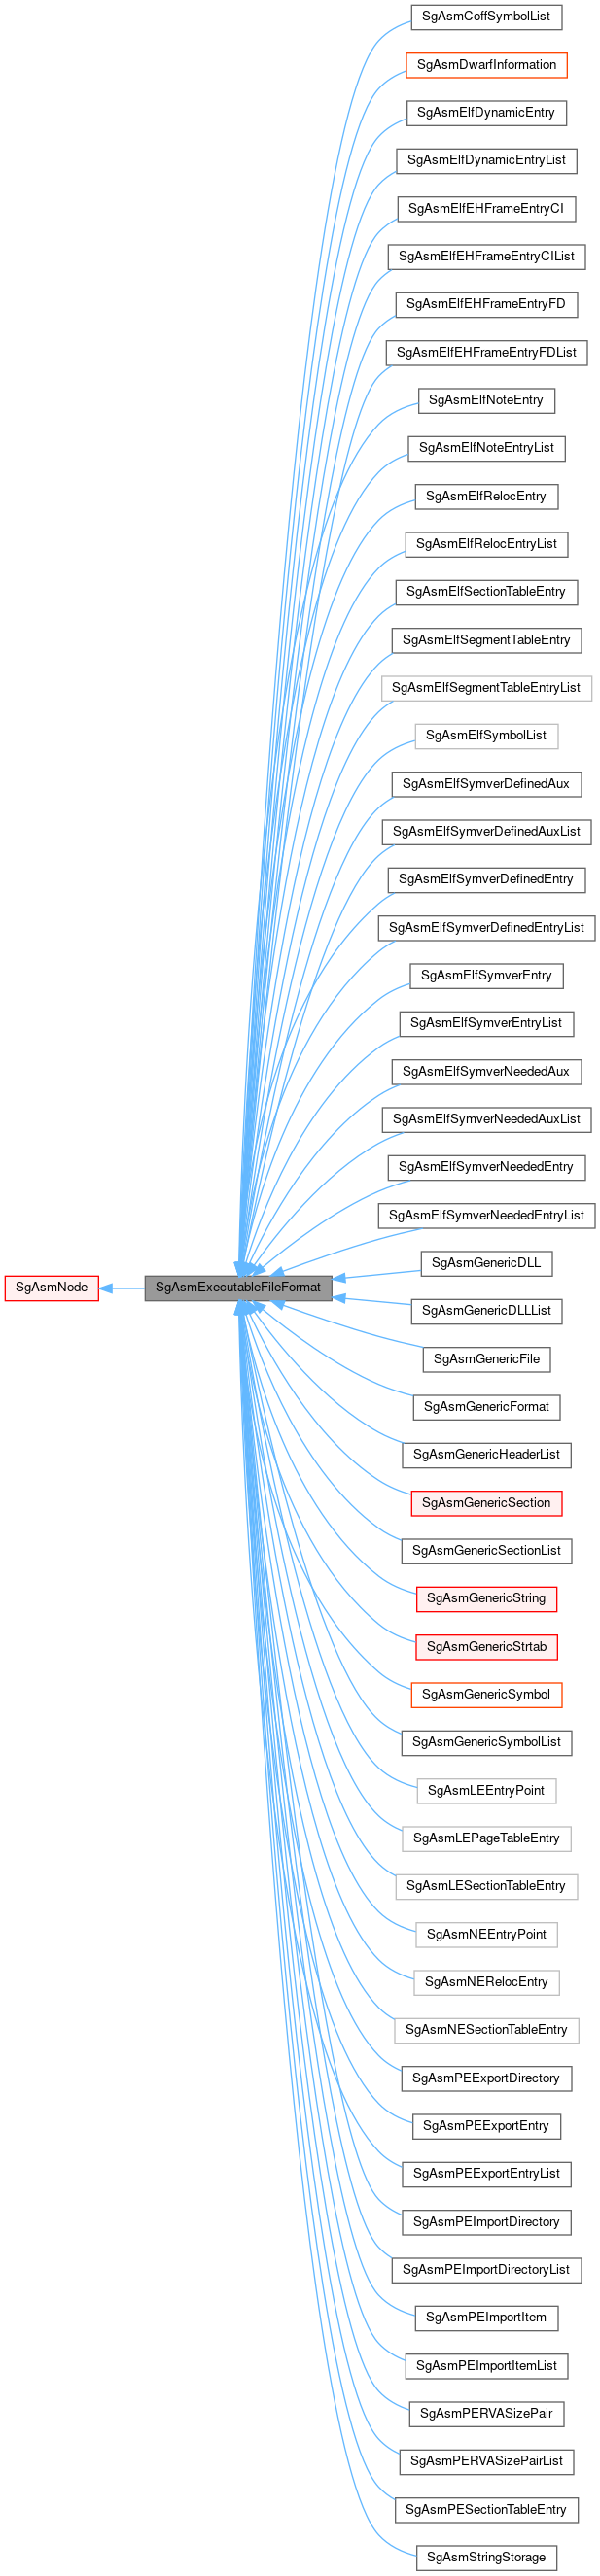 SgAsmCoffSymbolList
SgAsmDwarfInformation
SgAsmElfDynamicEntry
SgAsmElfDynamicEntryList
SgAsmElfEHFrameEntryCI
SgAsmElfEHFrameEntryCIList
SgAsmElfEHFrameEntryFD
SgAsmElfEHFrameEntryFDList
SgAsmElfNoteEntry
SgAsmElfNoteEntryList
SgAsmElfRelocEntry
SgAsmElfRelocEntryList
SgAsmElfSectionTableEntry
SgAsmElfSegmentTableEntry
SgAsmElfSegmentTableEntryList
SgAsmElfSymbolList
SgAsmElfSymverDefinedAux
SgAsmElfSymverDefinedAuxList
SgAsmElfSymverDefinedEntry
SgAsmElfSymverDefinedEntryList
SgAsmElfSymverEntry
SgAsmElfSymverEntryList
SgAsmElfSymverNeededAux
SgAsmElfSymverNeededAuxList
SgAsmElfSymverNeededEntry
SgAsmElfSymverNeededEntryList
SgAsmGenericDLL
SgAsmNode
SgAsmExecutableFileFormat
SgAsmGenericDLLList
SgAsmGenericFile
SgAsmGenericFormat
SgAsmGenericHeaderList
SgAsmGenericSection
SgAsmGenericSectionList
SgAsmGenericString
SgAsmGenericStrtab
SgAsmGenericSymbol
SgAsmGenericSymbolList
SgAsmLEEntryPoint
SgAsmLEPageTableEntry
SgAsmLESectionTableEntry
SgAsmNEEntryPoint
SgAsmNERelocEntry
SgAsmNESectionTableEntry
SgAsmPEExportDirectory
SgAsmPEExportEntry
SgAsmPEExportEntryList
SgAsmPEImportDirectory
SgAsmPEImportDirectoryList
SgAsmPEImportItem
SgAsmPEImportItemList
SgAsmPERVASizePair
SgAsmPERVASizePairList
SgAsmPESectionTableEntry
SgAsmStringStorage